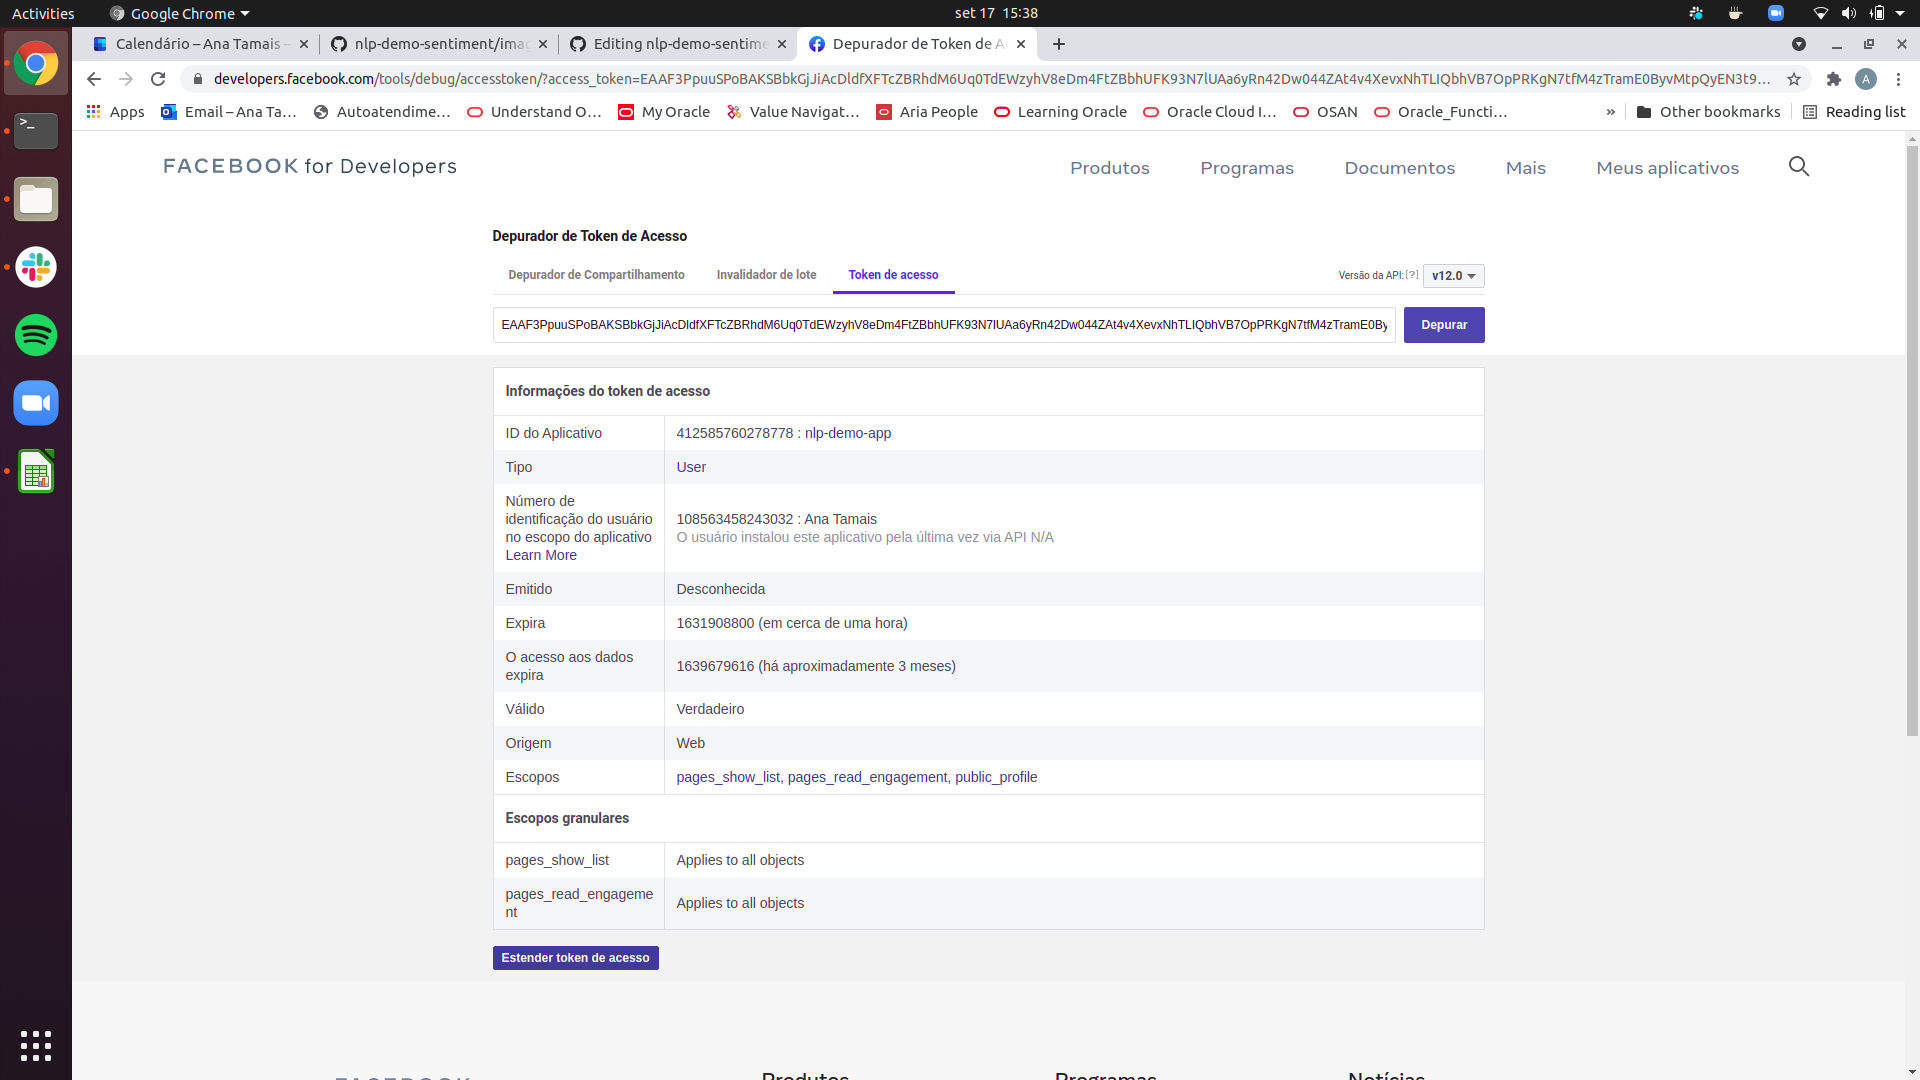 Activities
Google Chrome
set 17 15:38
Calendário – Ana Tamais –
nlp-demo-sentiment/imag
Editing nlp-demo-sentime
Depurador de Token de A
developers.facebook.com/tools/debug/accesstoken/?access_token=EAAF3PpuuSPoBAKSBbkGjJiAcDldfXFTcZBRhdM6Uq0TdEWzyhV8eDm4FtZBbhUFK93N7lUAa6yRn42Dw044ZAt4v4XevxNhTLIQbhVB7OpPRKgN7tfM4zTramE0ByvMtpQyEN3t9...
A
Apps
Email – Ana Ta...
Autoatendime...
Understand O...
My Oracle
Value Navigat...
Aria People
Learning Oracle
Oracle Cloud I...
OSAN
Oracle_Functi...
»
Other bookmarks
Reading list
FACEBOOK for Developers
Produtos
Programas
Documentos
Mais
Meus aplicativos
Depurador de Token de Acesso
Depurador de Compartilhamento
Invalidador de lote
Token de acesso
Versão da API:[?]
v12.0
EAAF3PpuuSPoBAKSBbkGjJiAcDldfXFTcZBRhdM6Uq0TdEWzyhV8eDm4FtZBbhUFK93N7lUAa6yRn42Dw044ZAt4v4XevxNhTLIQbhVB7OpPRKgN7tfM4zTramE0By
Depurar
Informações do token de acesso
ID do Aplicativo
412585760278778 : nlp-demo-app
Tipo
User
Número de
identificação do usuário
no escopo do aplicativo
Learn More
108563458243032 : Ana Tamais
O usuário instalou este aplicativo pela última vez via API N/A
Emitido
Desconhecida
Expira
1631908800 (em cerca de uma hora)
O acesso aos dados
expira
1639679616 (há aproximadamente 3 meses)
Válido
Verdadeiro
Origem
Web
Escopos
pages_show_list, pages_read_engagement, public_profile
Escopos granulares
pages_show_list
Applies to all objects
pages_read_engageme
nt
Applies to all objects
Estender token de acesso
FACEBOOK
Produtos
Programas
Notícias